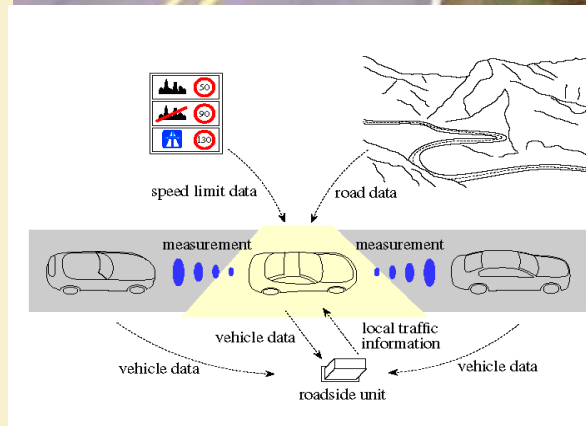 50
90
130
speed limit data
road data
measurement
measurement
vehicle data
local traffic
information
vehicle data
vehicle data
roadside unit